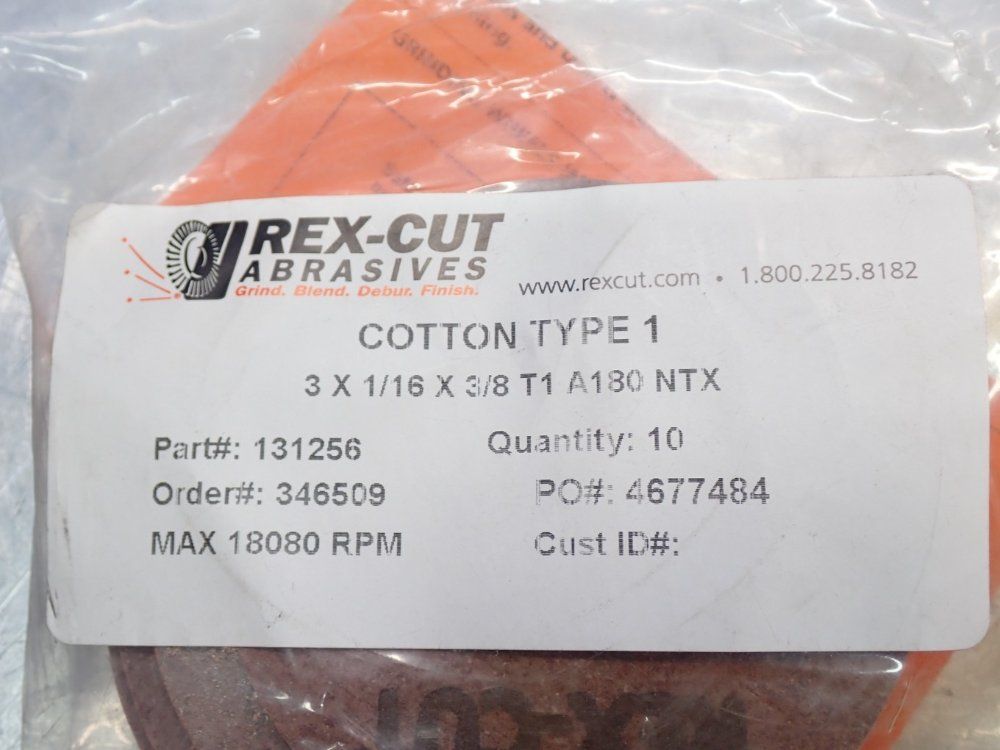 REX-CUT
ABRASIVES
Grind. Blend. Debur. Finish.
www.rexcut.com • 1.800.225.8182
COTTON TYPE 1
3 X 1/16 X 3/8 T1 A180 NTX
Part#: 131256 Quantity: 10
Order#: 346509 PO#: 4677484
MAX 18080 RPM Cust ID#: